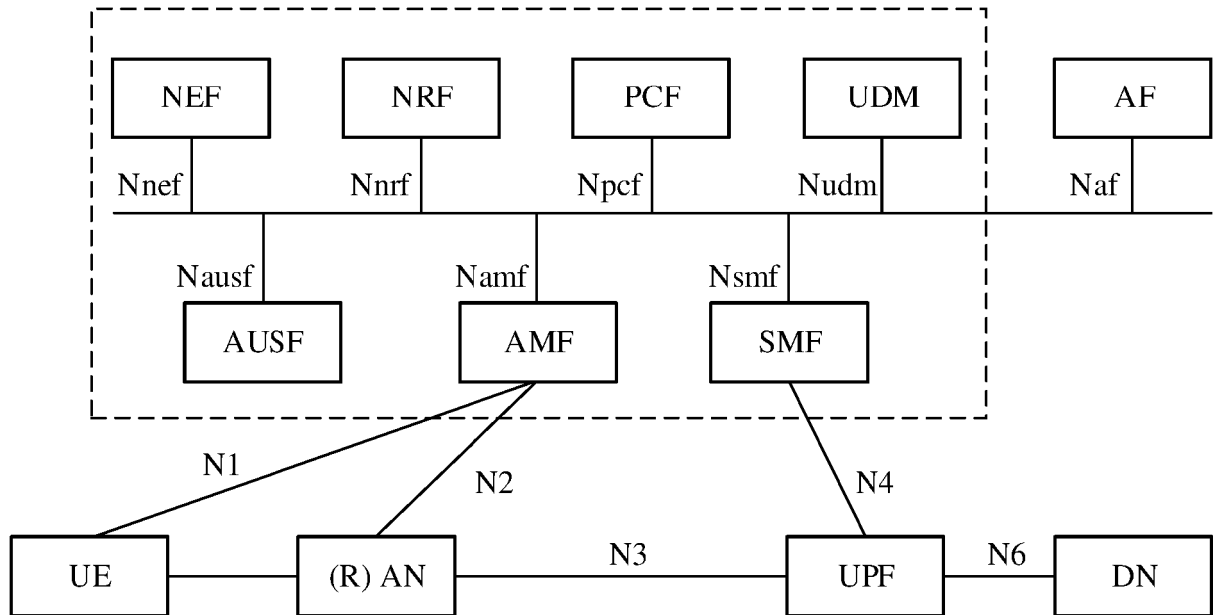 NEF NRF PCF UDM AF
Nnef Nnrf Npcf Nudm Naf
Nausf Namf Nsmf
AUSF AMF SMF
N1 N2 N4
N3 N6
UE (R) AN UPF DN